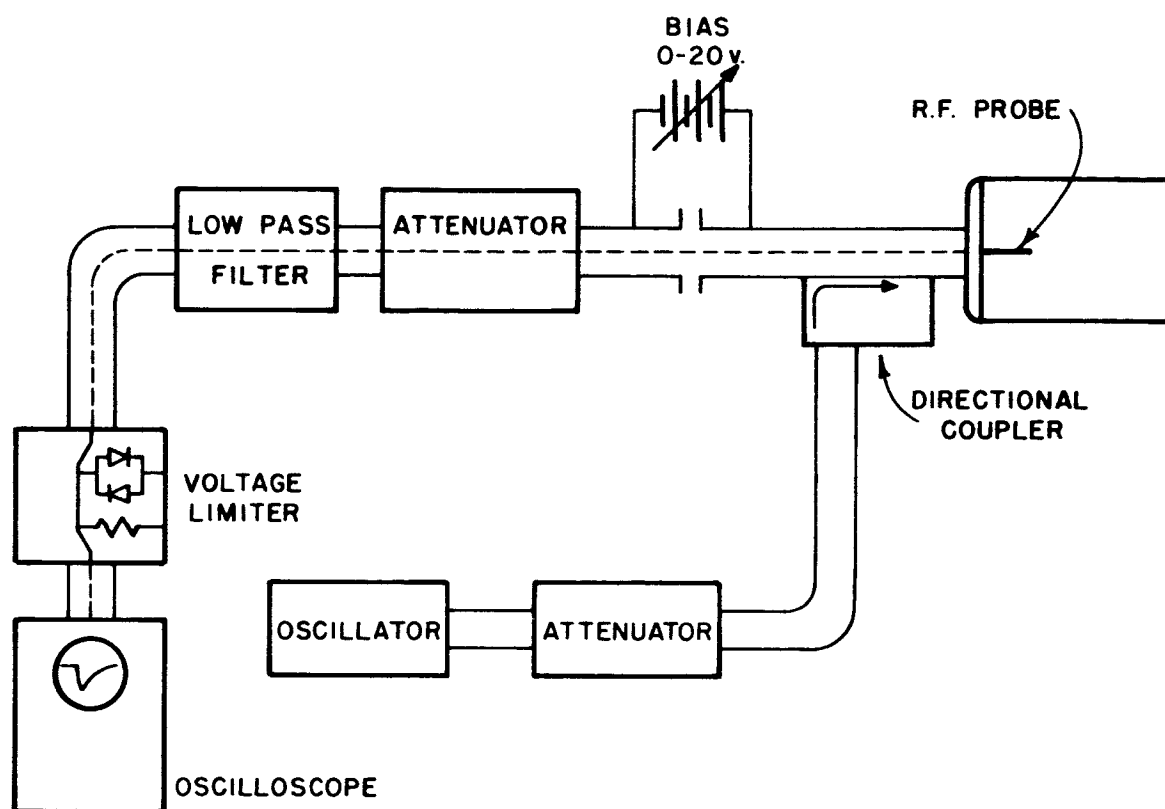 BIAS
0-20 v.
R.F. PROBE
LOW PASS
FILTER
ATTENUATOR
DIRECTIONAL
COUPLER
VOLTAGE
LIMITER
OSCILLATOR
ATTENUATOR
OSCILLOSCOPE